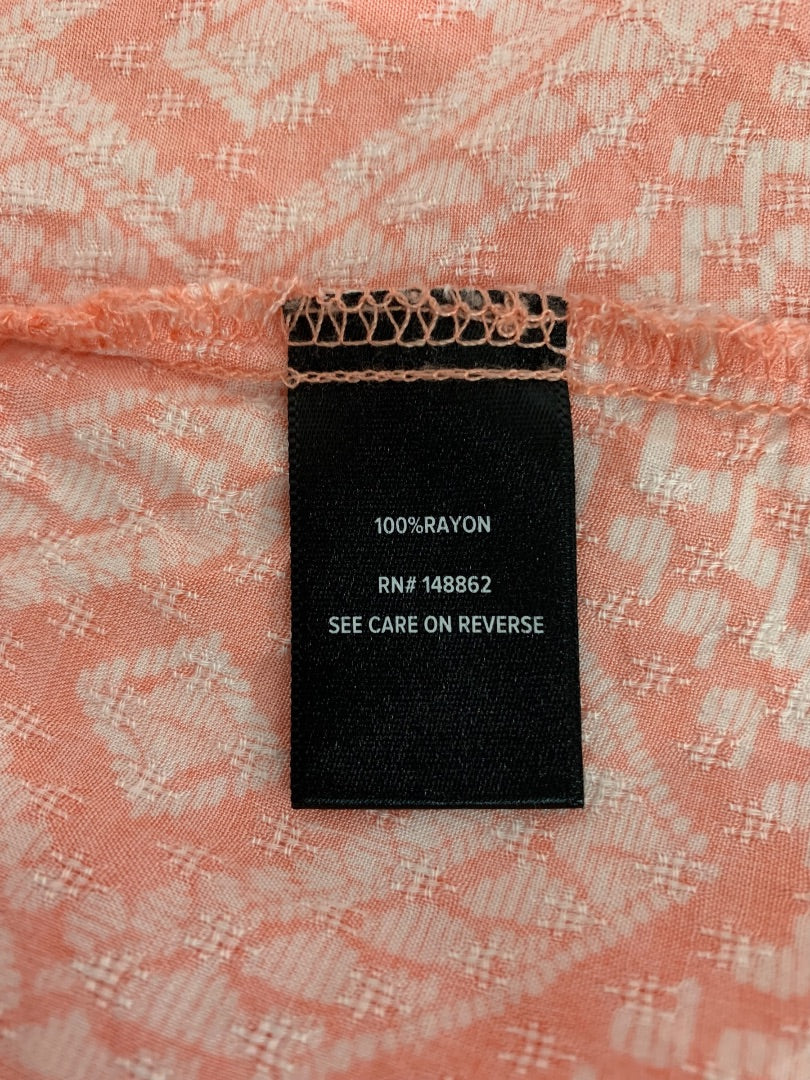 100%RAYON
RN# 148862
SEE CARE ON REVERSE